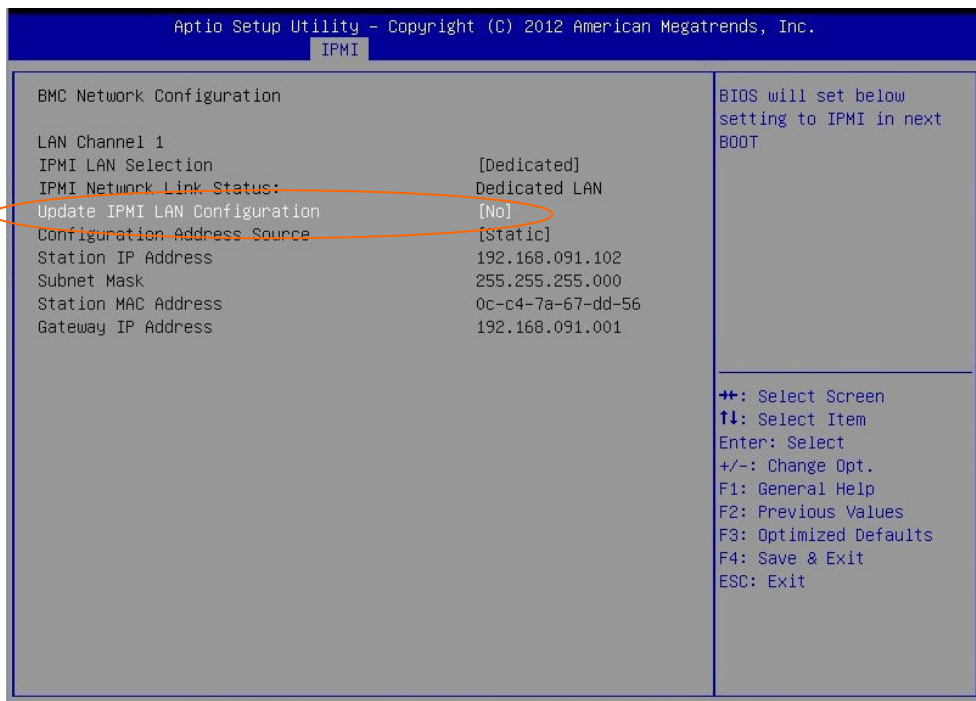 Aptio Setup Utility – Copyright (C) 2012 American Megatrends, Inc.
IPMI
BMC Network Configuration
LAN Channel 1
IPMI LAN Selection [Dedicated]
IPMI Network Link Status: Dedicated LAN
Update IPMI LAN Configuration [No]
Configuration Address Source [Static]
Station IP Address 192.168.091.102
Subnet Mask 255.255.255.000
Station MAC Address 0c-c4-7a-67-dd-56
Gateway IP Address 192.168.091.001
BIOS will set below
setting to IPMI in next
BOOT
→←: Select Screen
↑↓: Select Item
Enter: Select
+/-: Change Opt.
F1: General Help
F2: Previous Values
F3: Optimized Defaults
F4: Save & Exit
ESC: Exit